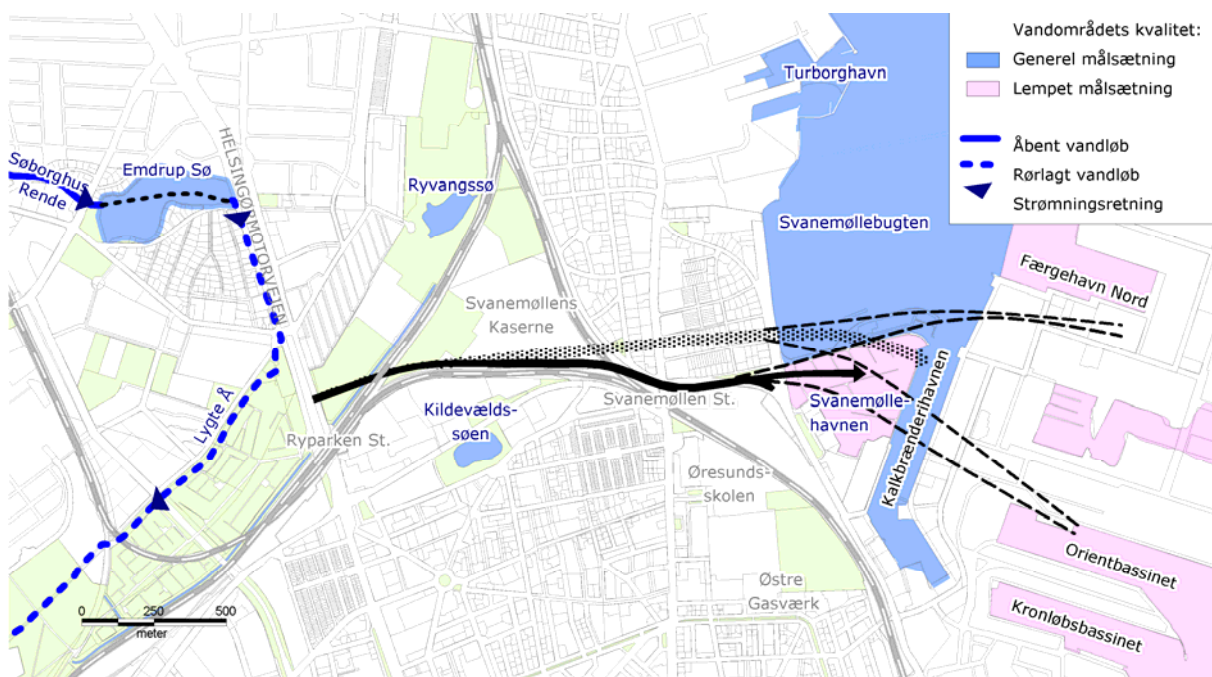 Vandområdets kvalitet:
Generel målsætning
Lempet målsætning
Åbent vandløb
Rørlagt vandløb
Strømningsretning
Turborghavn
Søborghus
Rende
Emdrup Sø
HELSINGØRMOTORVEJEN
Ryvangssø
Svanemøllebugten
Færgehavn Nord
Svanemøllens
Kaserne
Lygte Å
Ryparken St.
Kildevælds-
søen
Svanemøllen St.
Svanemølle-
havnen
Kalkbrænderihavnen
Øresunds-
skolen
Orientbassinet
Østre
Gasværk
Kronløbsbassinet
0 250 500
meter